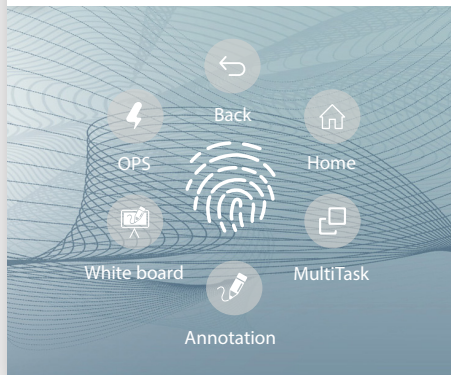 Back
OPS
Home
White board
MultiTask
Annotation